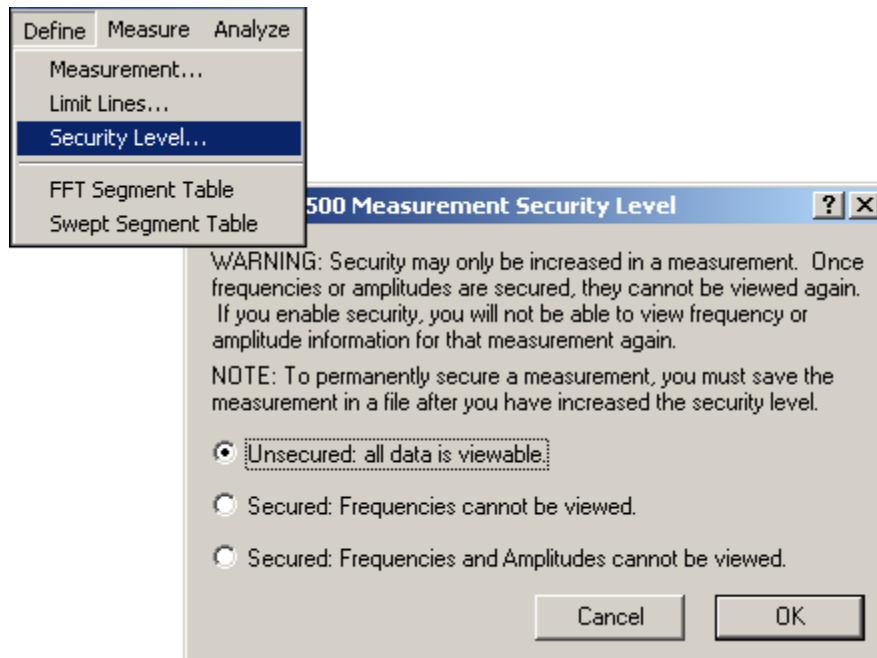 Define Measure Analyze
Measurement...
Limit Lines...
Security Level...
FFT Segment Table
Swept Segment Table
500 Measurement Security Level
WARNING: Security may only be increased in a measurement. Once
frequencies or amplitudes are secured, they cannot be viewed again.
If you enable security, you will not be able to view frequency or
amplitude information for that measurement again.
NOTE: To permanently secure a measurement, you must save the
measurement in a file after you have increased the security level.
Unsecured: all data is viewable.
Secured: Frequencies cannot be viewed.
Secured: Frequencies and Amplitudes cannot be viewed.
Cancel OK